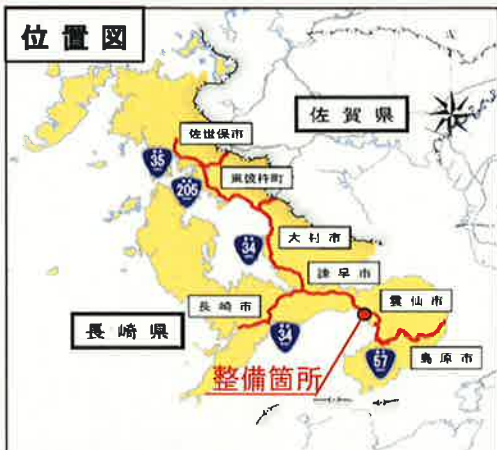 位置図
佐賀県
佐世保市
35
東彼杵町
205
大村市
34
諫早市
雲仙市
長崎市
長崎県
34
57
島原市
整備箇所